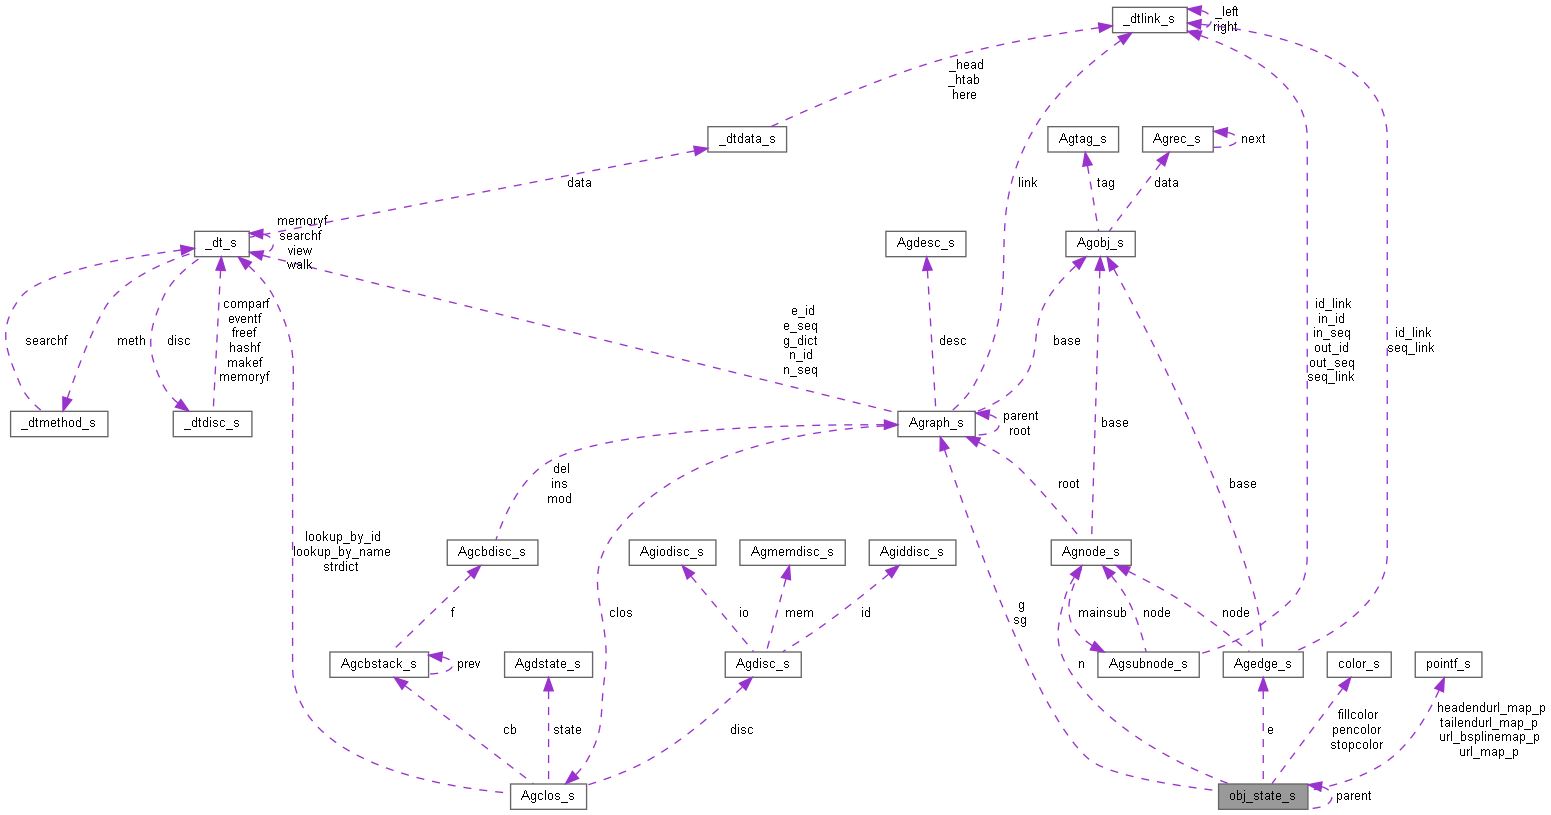 _dtlink_s
_left
right
_head
_htab
here
_dtdata_s
Agtag_s
Agrec_s
next
link
tag
data
data
memoryf
searchf
view
walk
_dt_s
Agdesc_s
Agobj_s
comparf
eventf
freef
hashf
makef
memoryf
e_id
e_seq
g_dict
n_id
n_seq
id_link
in_id
in_seq
out_id
out_seq
seq_link
id_link
seq_link
searchf
meth
disc
desc
base
_dtmethod_s
_dtdisc_s
Agraph_s
parent
root
base
del
ins
mod
root
base
lookup_by_id
lookup_by_name
strdict
Agcbdisc_s
Agiodisc_s
Agmemdisc_s
Agiddisc_s
Agnode_s
f
clos
io
mem
id
g
sg
mainsub
node
node
Agcbstack_s
prev
Agdstate_s
Agdisc_s
n
Agsubnode_s
Agedge_s
color_s
pointf_s
cb
state
disc
e
fillcolor
pencolor
stopcolor
headendurl_map_p
tailendurl_map_p
url_bsplinemap_p
url_map_p
Agclos_s
obj_state_s
parent